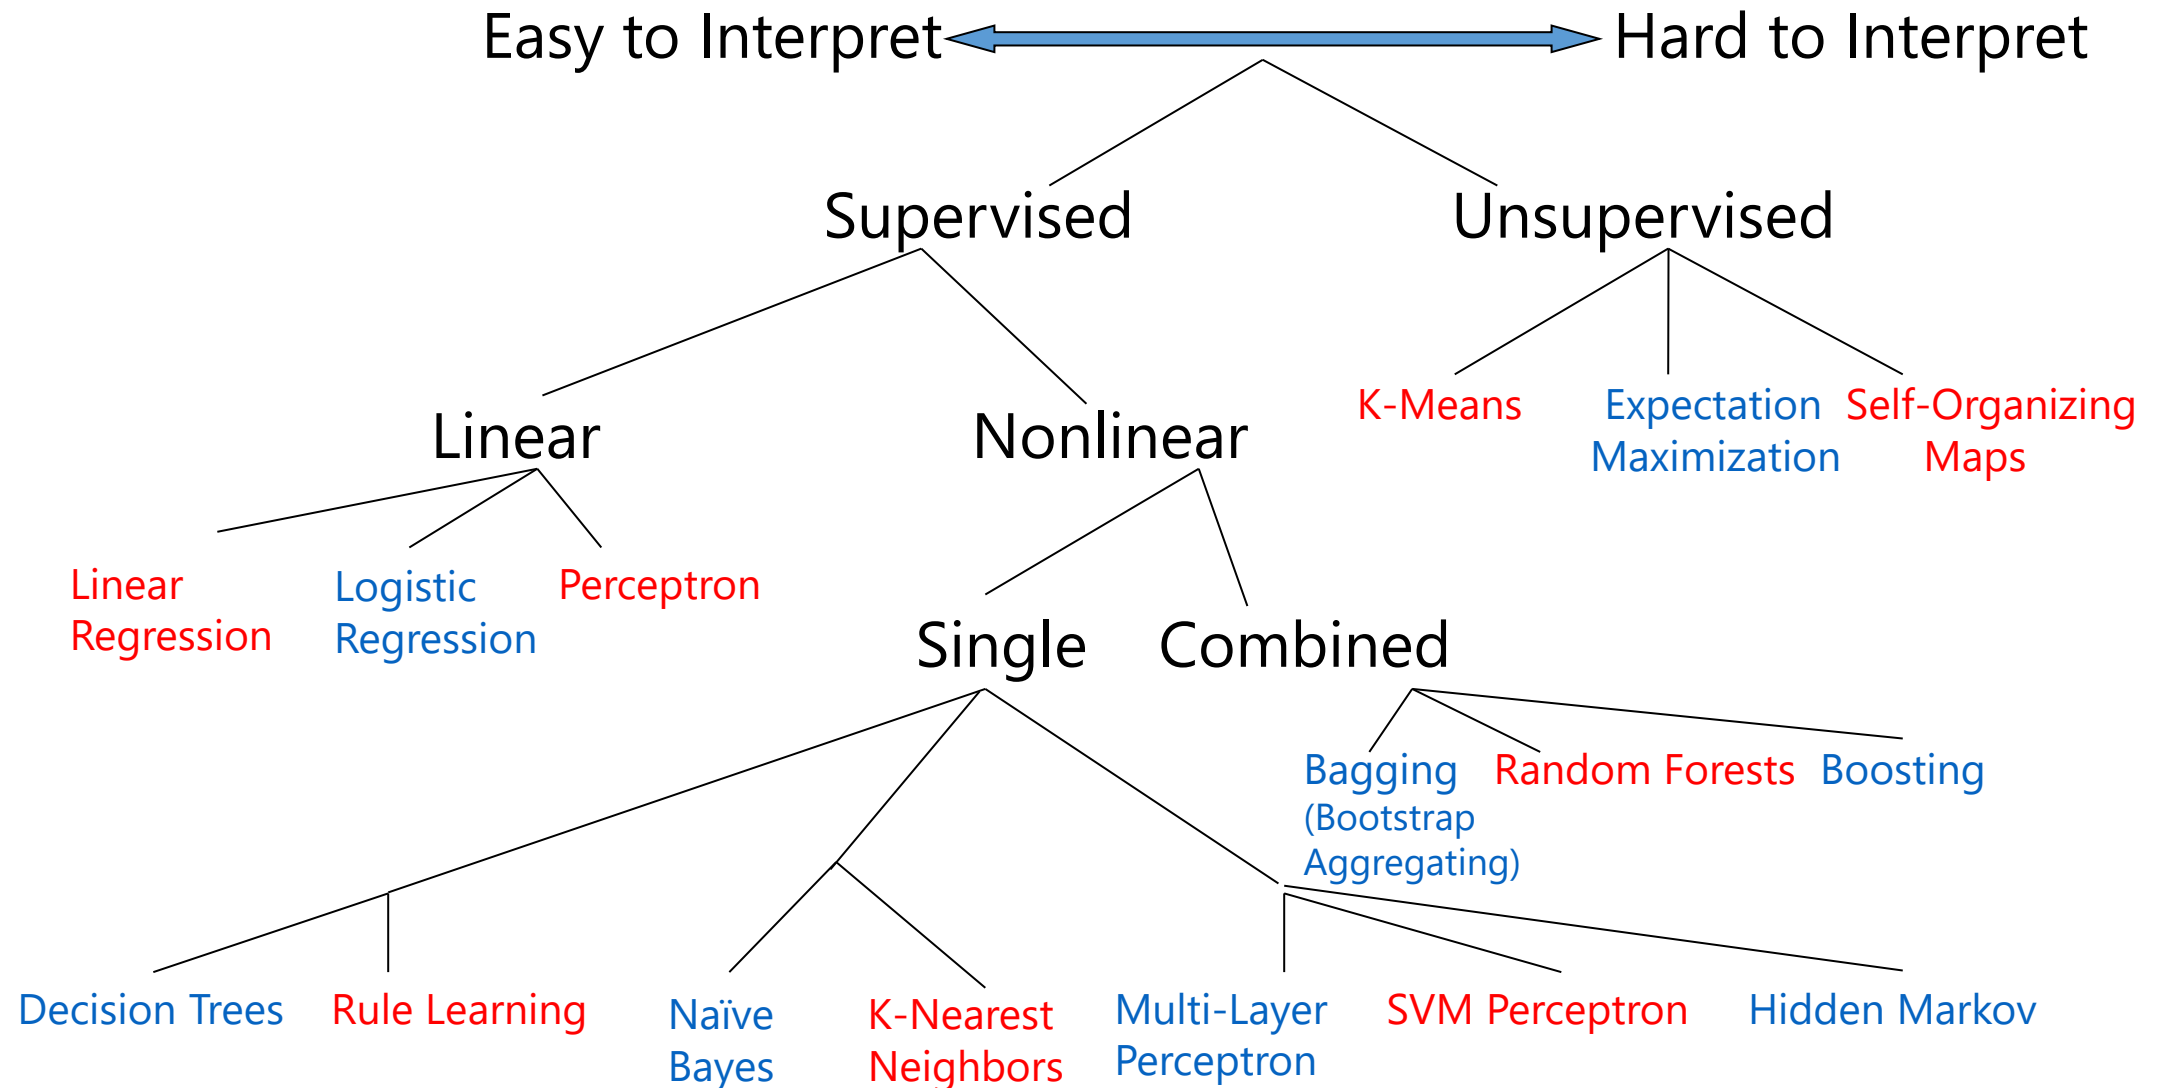 Easy to Interpret
Hard to Interpret
Supervised
Unsupervised
K-Means
Expectation
Maximization
Self-Organizing
Maps
Linear
Nonlinear
Linear
Regression
Logistic
Regression
Perceptron
Single
Combined
Bagging
(Bootstrap
Aggregating)
Random Forests
Boosting
Decision Trees
Rule Learning
Naïve
Bayes
K-Nearest
Neighbors
Multi-Layer
Perceptron
SVM Perceptron
Hidden Markov